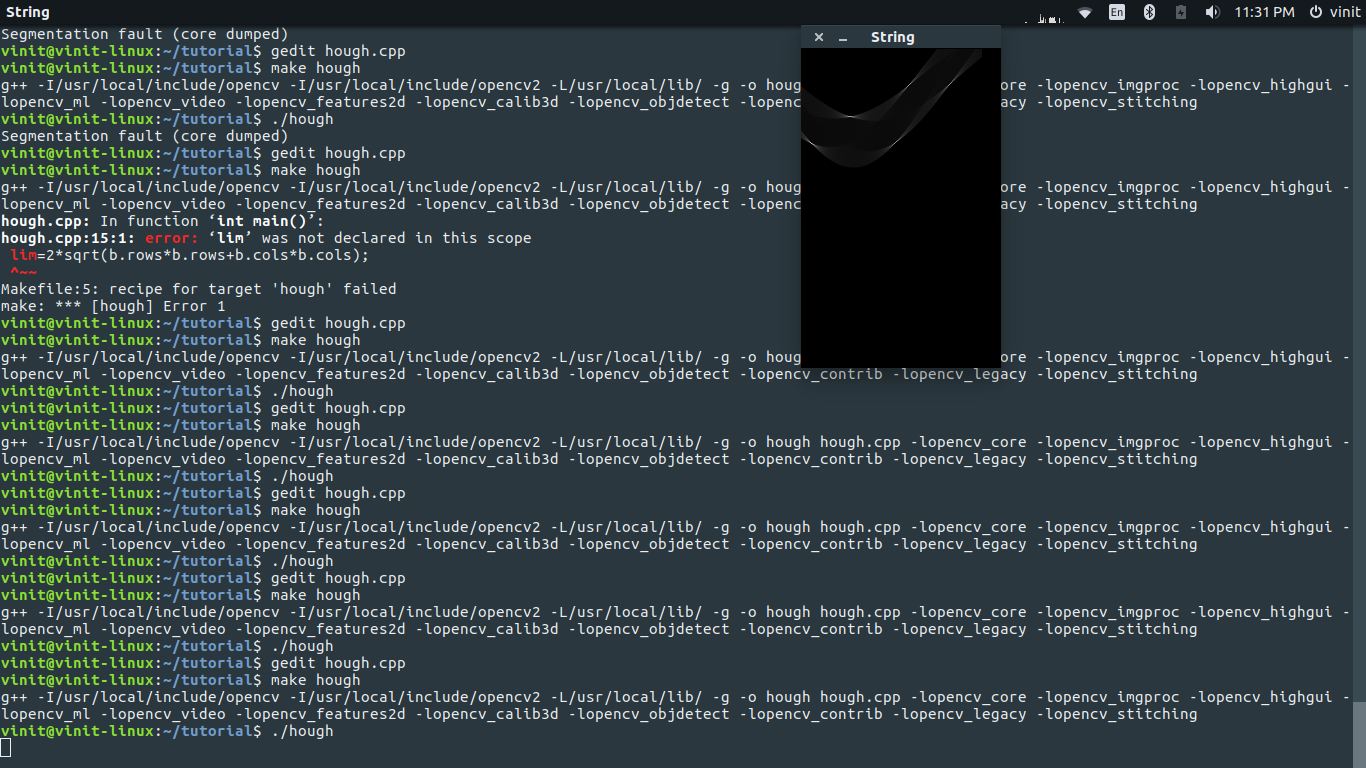 String
En
11:31 PM
vinit
Segmentation fault (core dumped)
vinit@vinit-linux:~/tutorial$ gedit hough.cpp
vinit@vinit-linux:~/tutorial$ make hough
g++ -I/usr/local/include/opencv -I/usr/local/include/opencv2 -L/usr/local/lib/ -g -o houg
ore -lopencv_imgproc -lopencv_highgui -
lopencv_ml -lopencv_video -lopencv_features2d -lopencv_calib3d -lopencv_objdetect -lopenc
acy -lopencv_stitching
vinit@vinit-linux:~/tutorial$ ./hough
Segmentation fault (core dumped)
vinit@vinit-linux:~/tutorial$ gedit hough.cpp
vinit@vinit-linux:~/tutorial$ make hough
g++ -I/usr/local/include/opencv -I/usr/local/include/opencv2 -L/usr/local/lib/ -g -o houg
ore -lopencv_imgproc -lopencv_highgui -
lopencv_ml -lopencv_video -lopencv_features2d -lopencv_calib3d -lopencv_objdetect -lopenc
acy -lopencv_stitching
hough.cpp: In function ‘int main()’:
hough.cpp:15:1: error: ‘lim’ was not declared in this scope
lim=2*sqrt(b.rows*b.rows+b.cols*b.cols);
^~~
Makefile:5: recipe for target 'hough' failed
make: *** [hough] Error 1
vinit@vinit-linux:~/tutorial$ gedit hough.cpp
vinit@vinit-linux:~/tutorial$ make hough
g++ -I/usr/local/include/opencv -I/usr/local/include/opencv2 -L/usr/local/lib/ -g -o houg
ore -lopencv_imgproc -lopencv_highgui -
lopencv_ml -lopencv_video -lopencv_features2d -lopencv_calib3d -lopencv_objdetect -lopencv_contrib -lopencv_legacy -lopencv_stitching
vinit@vinit-linux:~/tutorial$ ./hough
vinit@vinit-linux:~/tutorial$ gedit hough.cpp
vinit@vinit-linux:~/tutorial$ make hough
g++ -I/usr/local/include/opencv -I/usr/local/include/opencv2 -L/usr/local/lib/ -g -o hough hough.cpp -lopencv_core -lopencv_imgproc -lopencv_highgui -
lopencv_ml -lopencv_video -lopencv_features2d -lopencv_calib3d -lopencv_objdetect -lopencv_contrib -lopencv_legacy -lopencv_stitching
vinit@vinit-linux:~/tutorial$ ./hough
vinit@vinit-linux:~/tutorial$ gedit hough.cpp
vinit@vinit-linux:~/tutorial$ make hough
g++ -I/usr/local/include/opencv -I/usr/local/include/opencv2 -L/usr/local/lib/ -g -o hough hough.cpp -lopencv_core -lopencv_imgproc -lopencv_highgui -
lopencv_ml -lopencv_video -lopencv_features2d -lopencv_calib3d -lopencv_objdetect -lopencv_contrib -lopencv_legacy -lopencv_stitching
vinit@vinit-linux:~/tutorial$ ./hough
vinit@vinit-linux:~/tutorial$ gedit hough.cpp
vinit@vinit-linux:~/tutorial$ make hough
g++ -I/usr/local/include/opencv -I/usr/local/include/opencv2 -L/usr/local/lib/ -g -o hough hough.cpp -lopencv_core -lopencv_imgproc -lopencv_highgui -
lopencv_ml -lopencv_video -lopencv_features2d -lopencv_calib3d -lopencv_objdetect -lopencv_contrib -lopencv_legacy -lopencv_stitching
vinit@vinit-linux:~/tutorial$ ./hough
vinit@vinit-linux:~/tutorial$ gedit hough.cpp
vinit@vinit-linux:~/tutorial$ make hough
g++ -I/usr/local/include/opencv -I/usr/local/include/opencv2 -L/usr/local/lib/ -g -o hough hough.cpp -lopencv_core -lopencv_imgproc -lopencv_highgui -
lopencv_ml -lopencv_video -lopencv_features2d -lopencv_calib3d -lopencv_objdetect -lopencv_contrib -lopencv_legacy -lopencv_stitching
vinit@vinit-linux:~/tutorial$ ./hough
String